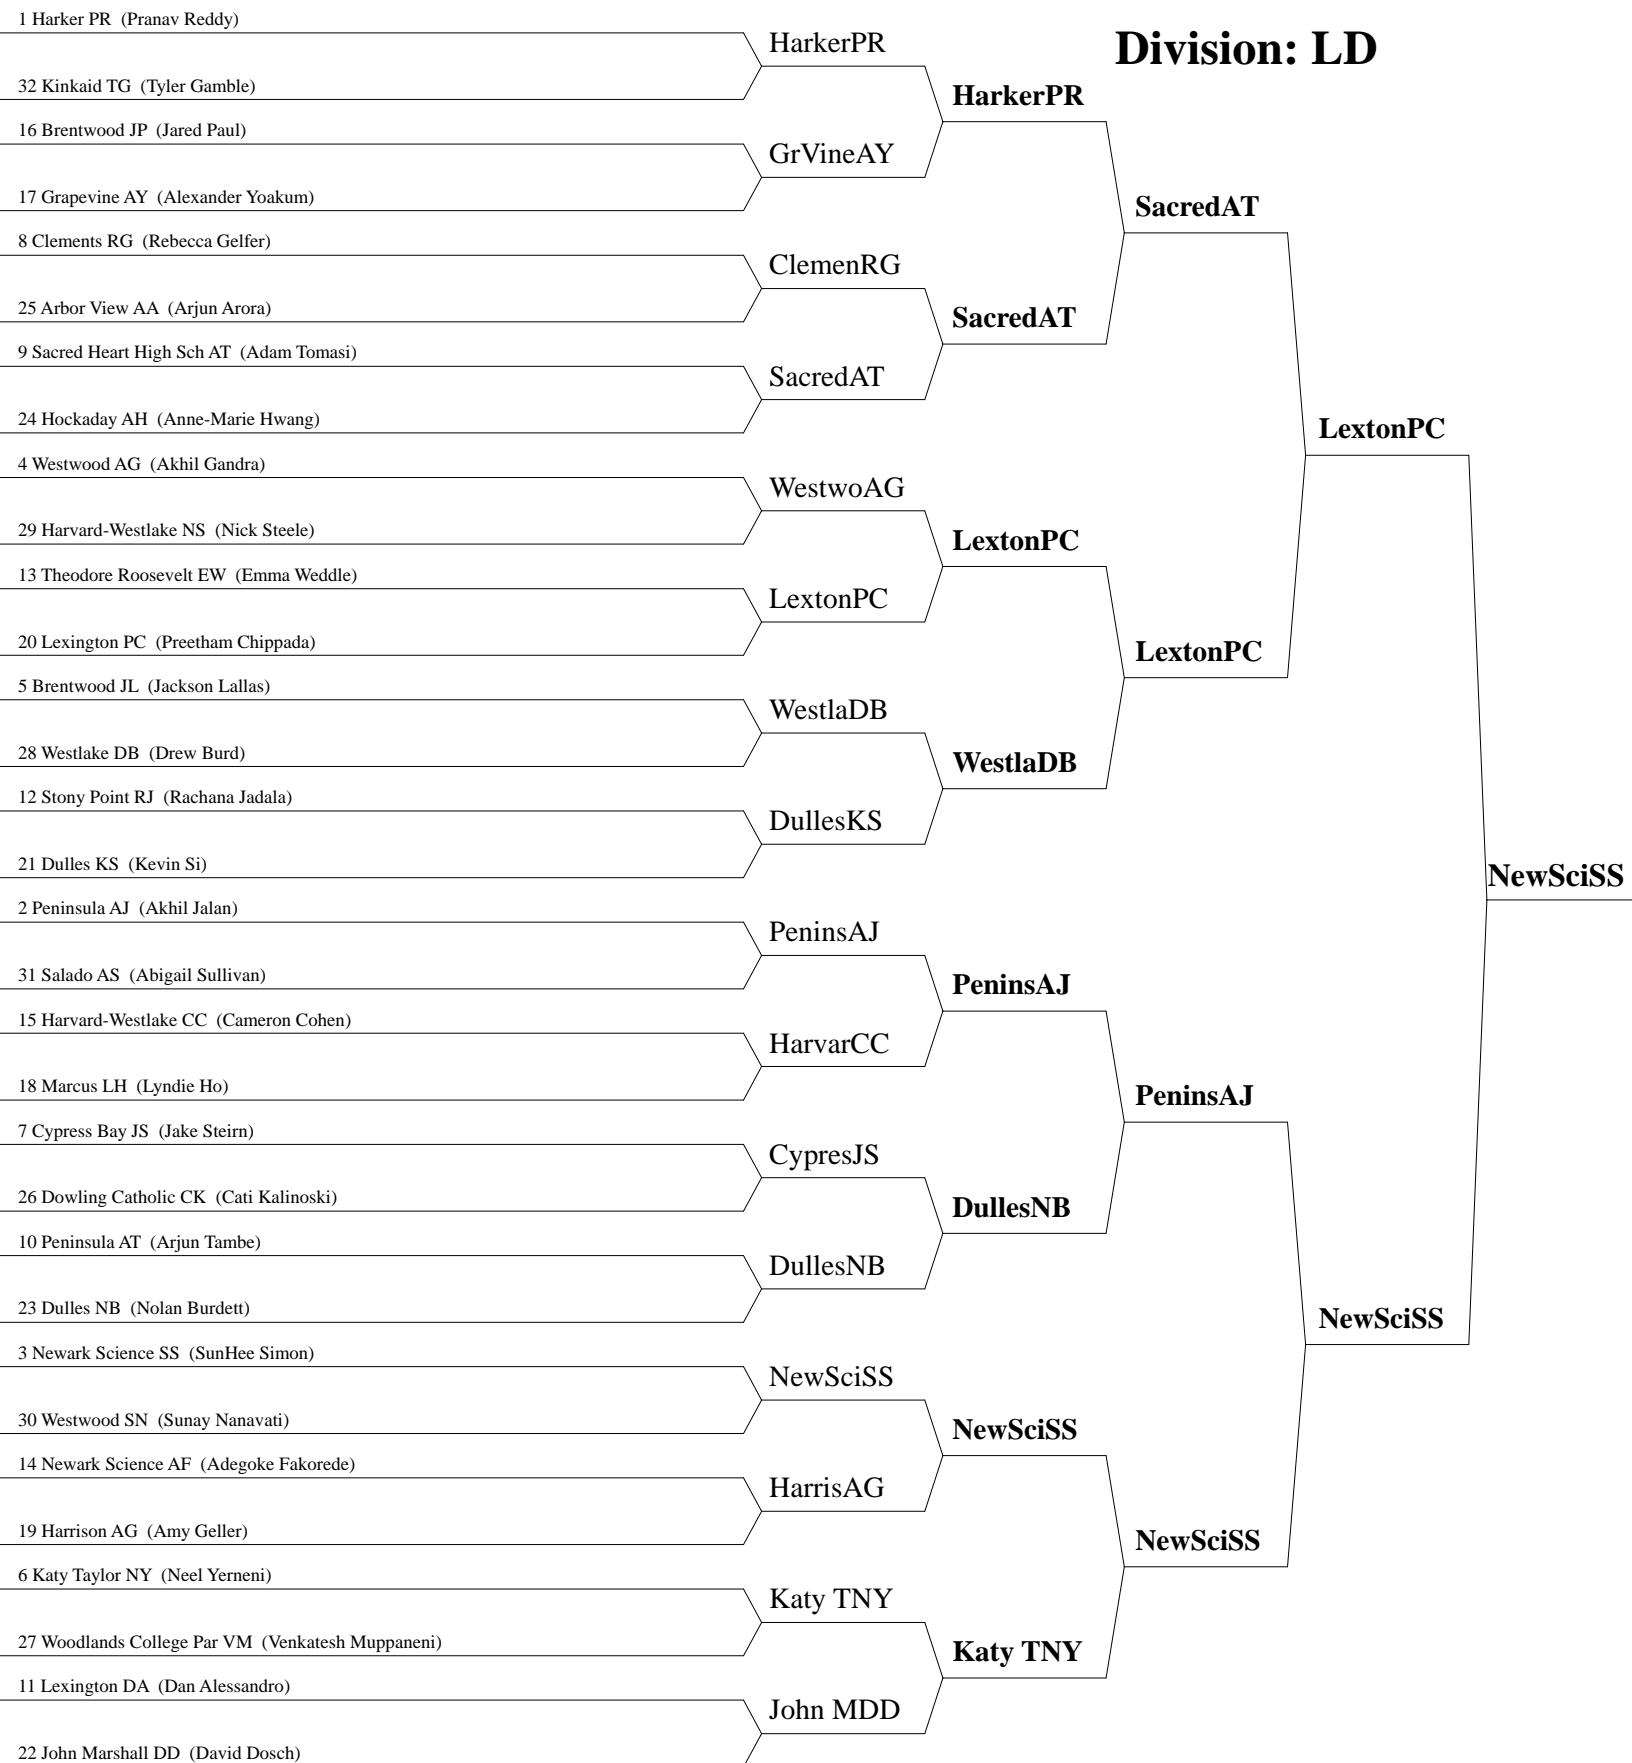 1 Harker PR (Pranav Reddy)
HarkerPR
Division: LD
32 Kinkaid TG (Tyler Gamble)
HarkerPR
16 Brentwood JP (Jared Paul)
GrVineAY
17 Grapevine AY (Alexander Yoakum)
SacredAT
8 Clements RG (Rebecca Gelfer)
ClemenRG
25 Arbor View AA (Arjun Arora)
SacredAT
9 Sacred Heart High Sch AT (Adam Tomasi)
SacredAT
24 Hockaday AH (Anne-Marie Hwang)
LextonPC
4 Westwood AG (Akhil Gandra)
WestwoAG
29 Harvard-Westlake NS (Nick Steele)
LextonPC
13 Theodore Roosevelt EW (Emma Weddle)
LextonPC
20 Lexington PC (Preetham Chippada)
LextonPC
5 Brentwood JL (Jackson Lallas)
WestlaDB
28 Westlake DB (Drew Burd)
WestlaDB
12 Stony Point RJ (Rachana Jadala)
DullesKS
21 Dulles KS (Kevin Si)
NewSciSS
2 Peninsula AJ (Akhil Jalan)
PeninsAJ
31 Salado AS (Abigail Sullivan)
PeninsAJ
15 Harvard-Westlake CC (Cameron Cohen)
HarvarCC
18 Marcus LH (Lyndie Ho)
PeninsAJ
7 Cypress Bay JS (Jake Steirn)
CypresJS
26 Dowling Catholic CK (Cati Kalinoski)
DullesNB
10 Peninsula AT (Arjun Tambe)
DullesNB
23 Dulles NB (Nolan Burdett)
NewSciSS
3 Newark Science SS (SunHee Simon)
NewSciSS
30 Westwood SN (Sunay Nanavati)
NewSciSS
14 Newark Science AF (Adegoke Fakorede)
HarrisAG
19 Harrison AG (Amy Geller)
NewSciSS
6 Katy Taylor NY (Neel Yerneni)
Katy TNY
27 Woodlands College Par VM (Venkatesh Muppaneni)
Katy TNY
11 Lexington DA (Dan Alessandro)
John MDD
22 John Marshall DD (David Dosch)